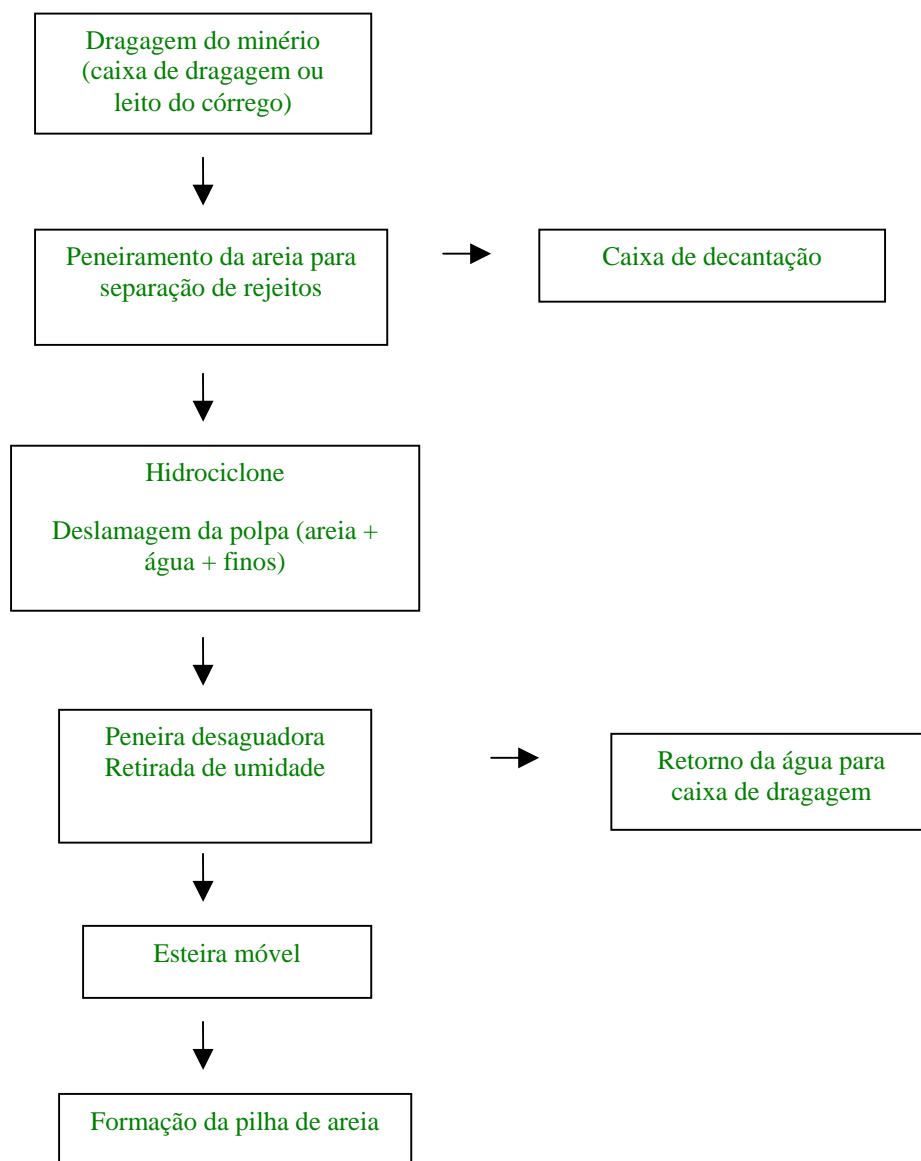 Dragagem do minério
(caixa de dragagem ou
leito do córrego)
Peneiramento da areia para
separação de rejeitos
Caixa de decantação
Hidrociclone
Deslamagem da polpa (areia +
água + finos)
Peneira desaguadora
Retirada de umidade
Retorno da água para
caixa de dragagem
Esteira móvel
Formação da pilha de areia